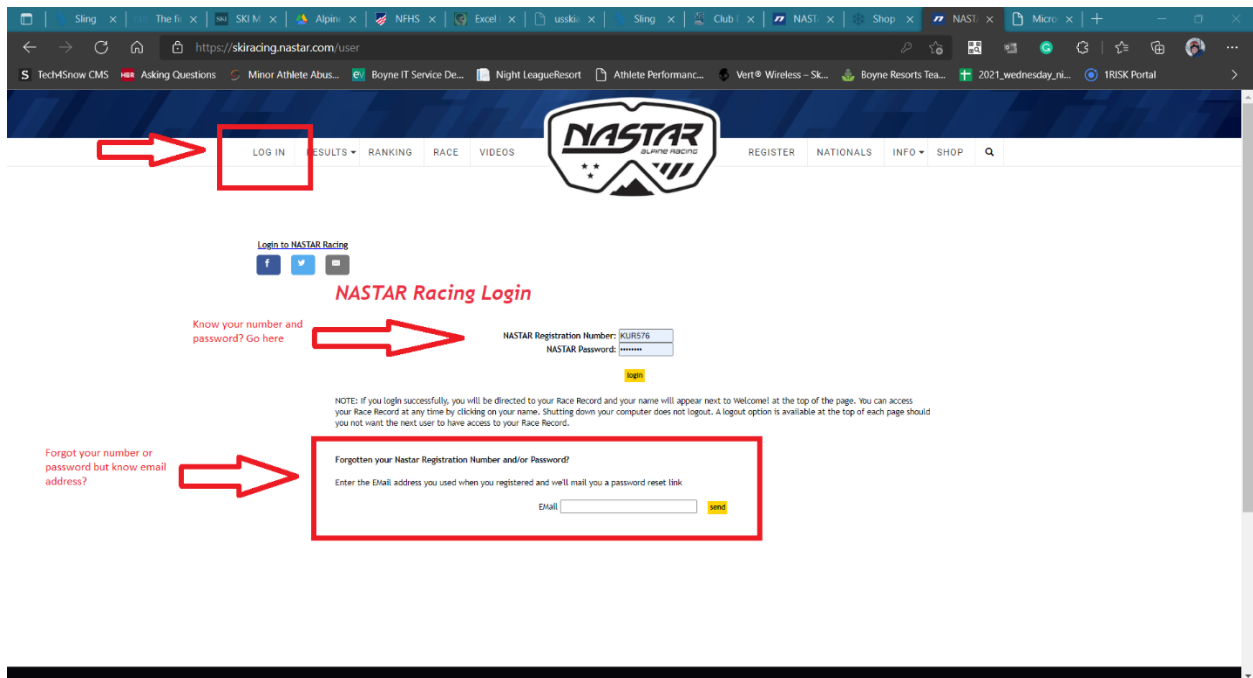 Sling
The fi
SKI M
Alpine
NFHS
Excel
usskia
Sling
Club
NAST
Shop
NAST
Micro
https://skiracing.nastar.com/user
S TechHSnow CMS
HBR Asking Questions
Minor Athlete Abus...
ev Boyne IT Service De...
Night LeagueResort
Athlete Performanc...
Vert® Wireless – Sk...
Boyne Resorts Tea...
2021_wednesday_ni...
1RISK Portal
LOG IN
RESULTS
RANKING
RACE
VIDEOS
NASTAR
ALPINE RACING
REGISTER
NATIONALS
INFO
SHOP
Login to NASTAR Racing
NASTAR Racing Login
Know your number and
password? Go here
NASTAR Registration Number: KUR576
NASTAR Password: ••••••••
login
NOTE: If you login successfully, you will be directed to your Race Record and your name will appear next to Welcome! at the top of the page. You can access
your Race Record at any time by clicking on your name. Shutting down your computer does not logout. A logout option is available at the top of each page should
you not want the next user to have access to your Race Record.
Forgot your number or
password but know email
address?
Forgotten your Nastar Registration Number and/or Password?
Enter the EMail address you used when you registered and we'll mail you a password reset link
EMail
send